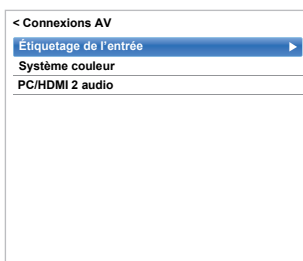 < Connexions AV
Étiquetage de l’entrée
Système couleur
PC/HDMI 2 audio